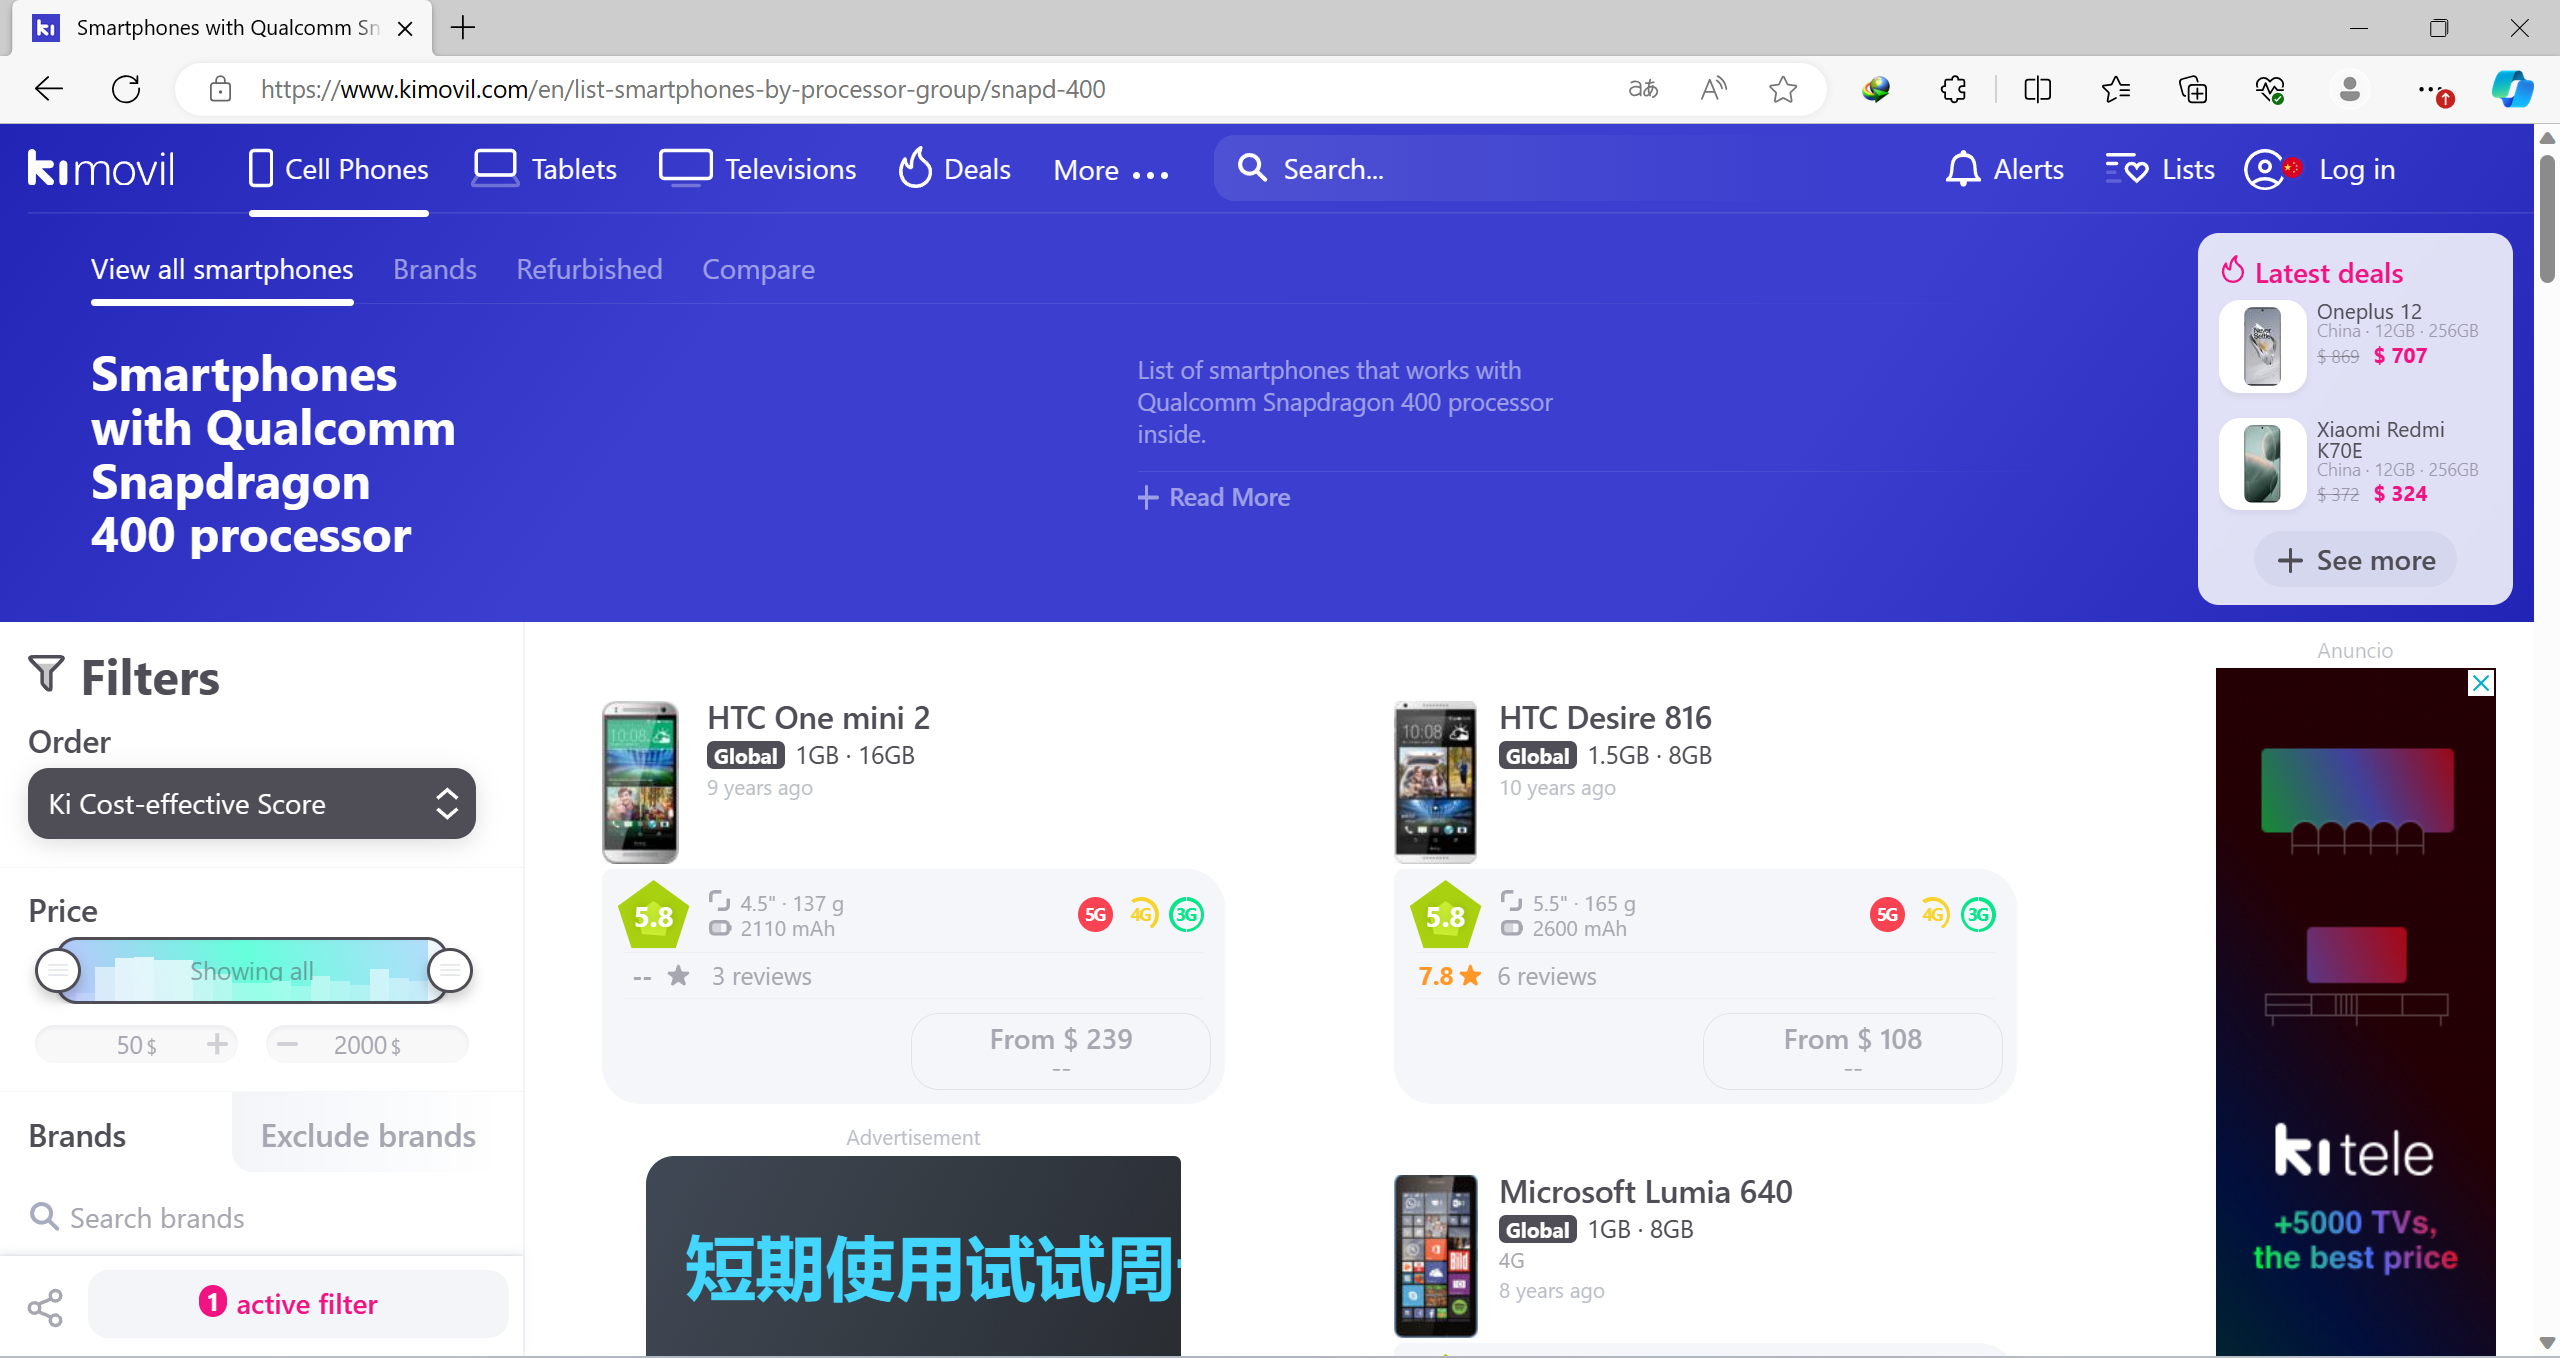 Smartphones with Qualcomm Sn
https://www.kimovil.com/en/list-smartphones-by-processor-group/snapd-400
kimovil
Cell Phones
Tablets
Televisions
Deals
More
Search...
Alerts
Lists
Log in
View all smartphones
Brands
Refurbished
Compare
Smartphones
with Qualcomm
Snapdragon
400 processor
List of smartphones that works with
Qualcomm Snapdragon 400 processor
inside.
Read More
Latest deals
Oneplus 12
China · 12GB · 256GB
$ 869 $ 707
Xiaomi Redmi
K70E
China · 12GB · 256GB
$ 372 $ 324
See more
Filters
Order
Ki Cost-effective Score
Price
Showing all
50 $
2000 $
Brands
Exclude brands
Search brands
1 active filter
HTC One mini 2
Global 1GB · 16GB
9 years ago
5.8
4.5" · 137 g
2110 mAh
5G 4G 3G
-- 3 reviews
From $ 239
--
HTC Desire 816
Global 1.5GB · 8GB
10 years ago
5.8
5.5" · 165 g
2600 mAh
5G 4G 3G
7.8 6 reviews
From $ 108
--
Advertisement
短期使用试试周
Microsoft Lumia 640
Global 1GB · 8GB
4G
8 years ago
Anuncio
kitele
+5000 TVs,
the best price